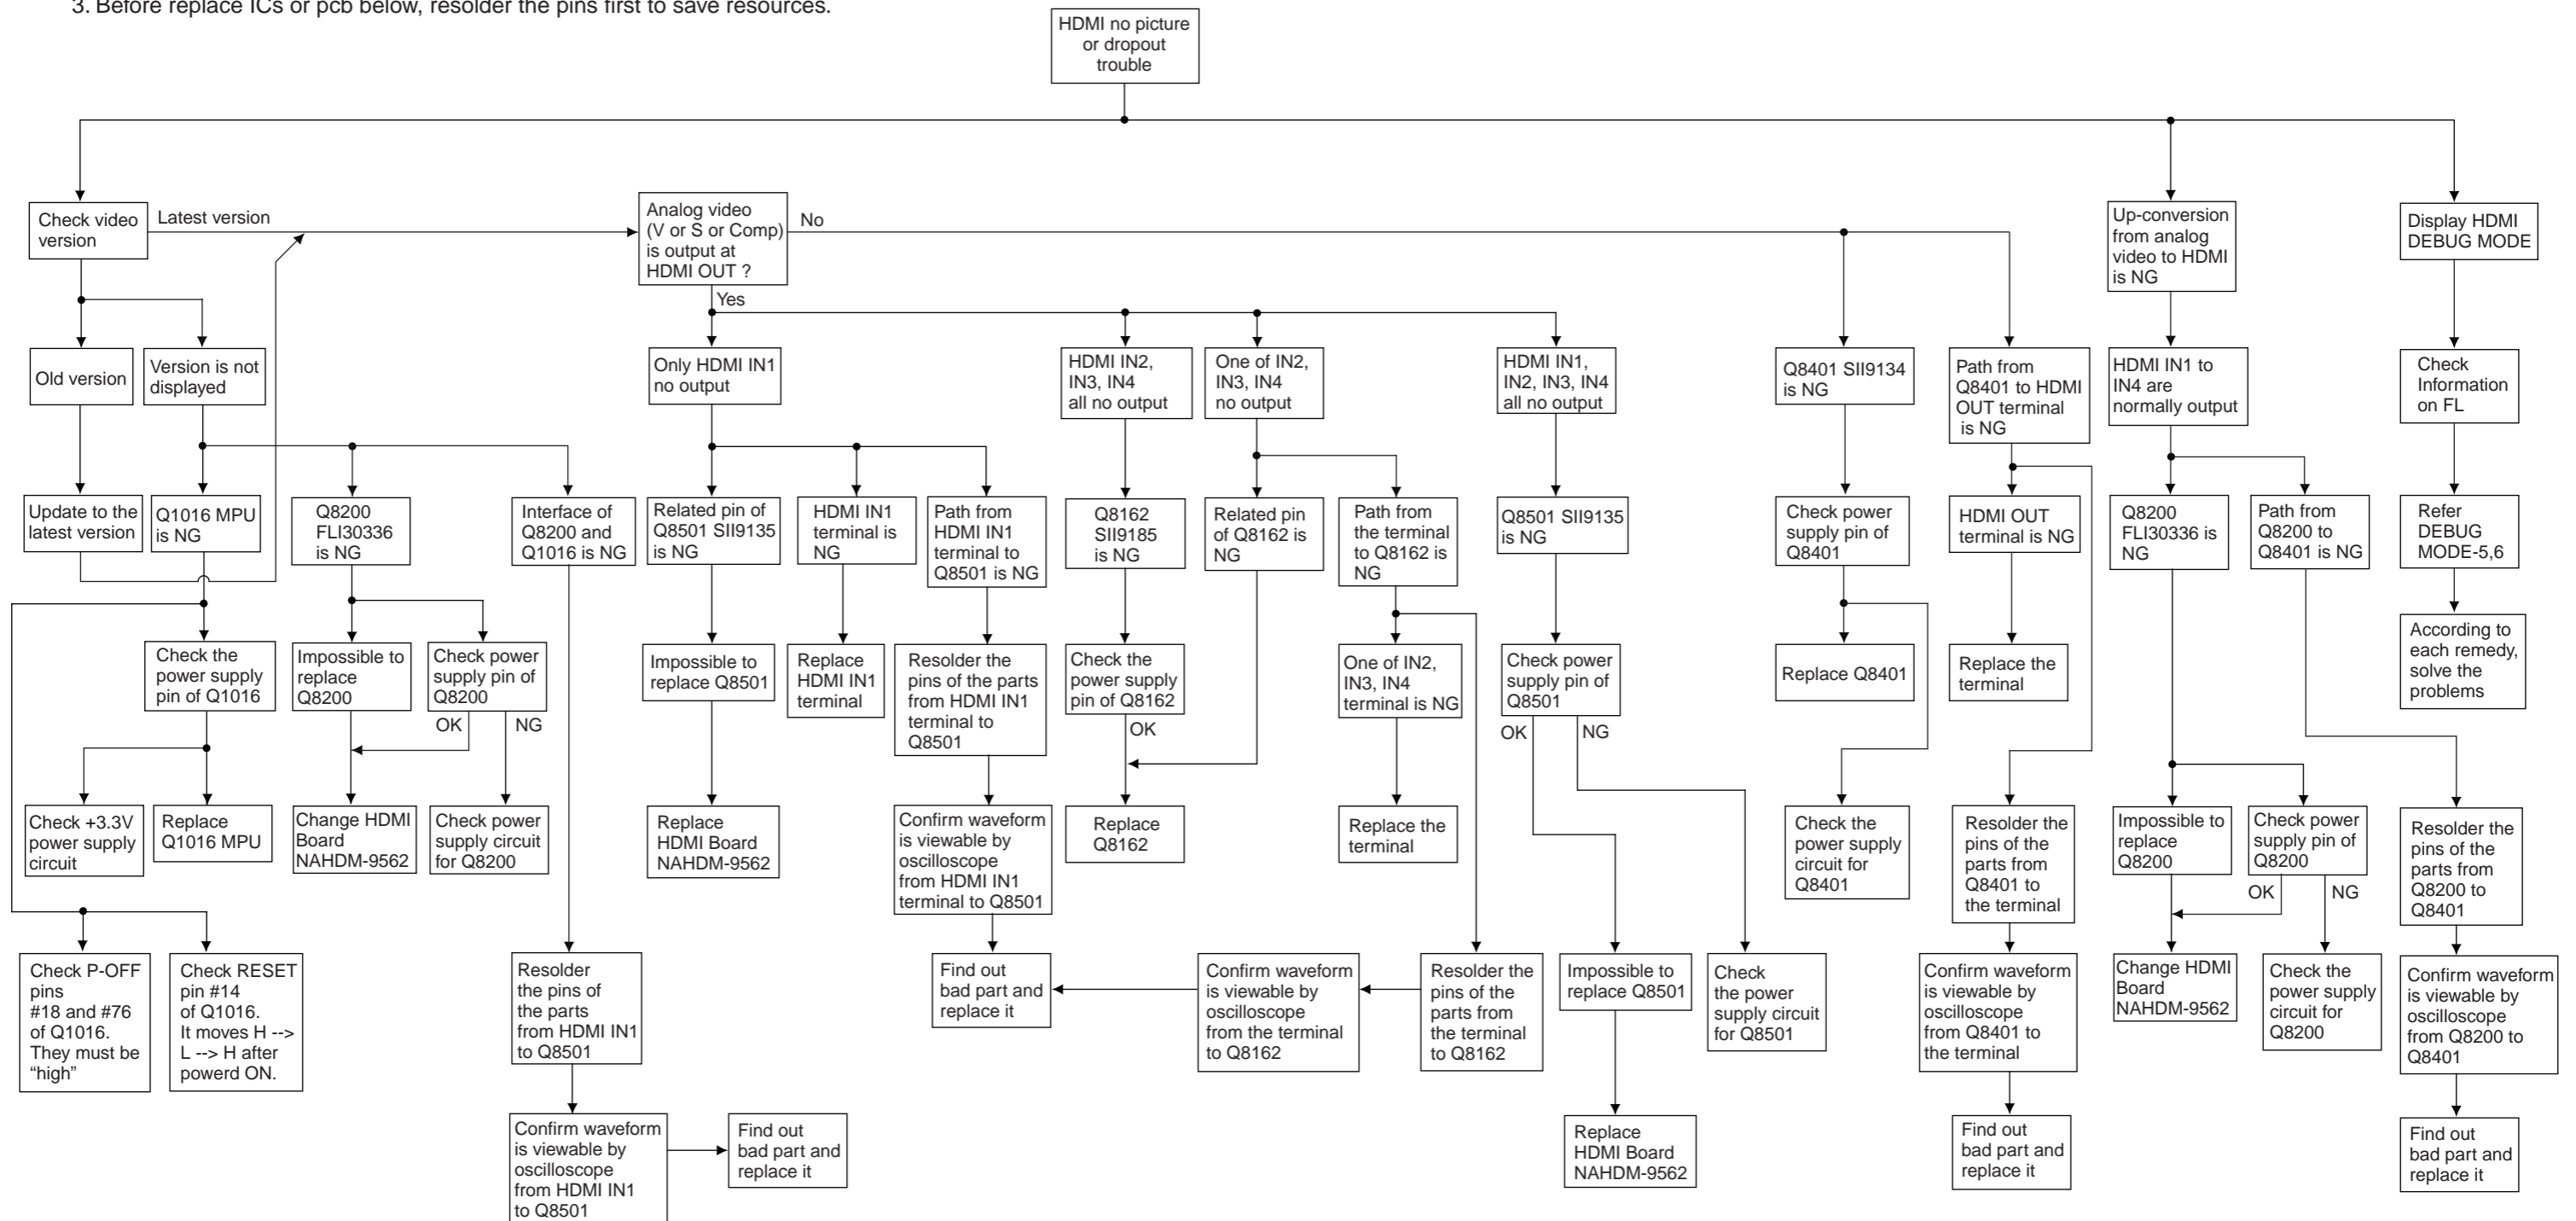 3. Before replace ICs or pcb below, resolder the pins first to save resources.
HDMI no picture
or dropout
trouble
Check video
version
Latest version
Analog video
(V or S or Comp)
is output at
HDMI OUT ?
No
Yes
Up-conversion
from analog
video to HDMI
is NG
Display HDMI
DEBUG MODE
Old version
Version is not
displayed
Only HDMI IN1
no output
HDMI IN2,
IN3, IN4
all no output
One of IN2,
IN3, IN4
no output
HDMI IN1,
IN2, IN3, IN4
all no output
Q8401 SII9134
is NG
Path from
Q8401 to HDMI
OUT terminal
is NG
HDMI IN1 to
IN4 are
normally output
Check
Information
on FL
Update to the
latest version
Q1016 MPU
is NG
Q8200
FLI30336
is NG
Interface of
Q8200 and
Q1016 is NG
Related pin of
Q8501 SII9135
is NG
HDMI IN1
terminal is
NG
Path from
HDMI IN1
terminal to
Q8501 is NG
Q8162
SII9185
is NG
Related pin
of Q8162 is
NG
Path from
the terminal
to Q8162 is
NG
Q8501 SII9135
is NG
Check power
supply pin of
Q8401
HDMI OUT
terminal is NG
Q8200
FLI30336 is
NG
Path from
Q8200 to
Q8401 is NG
Refer
DEBUG
MODE-5,6
Check the
power supply
pin of Q1016
Impossible to
replace
Q8200
Check power
supply pin of
Q8200
OK
NG
Impossible to
replace Q8501
Replace
HDMI IN1
terminal
Resolder the
pins of the parts
from HDMI IN1
terminal to
Q8501
Check the
power supply
pin of Q8162
OK
One of IN2,
IN3, IN4
terminal is NG
Check power
supply pin of
Q8501
OK
NG
Replace Q8401
Replace the
terminal
According to
each remedy,
solve the
problems
Check +3.3V
power supply
circuit
Replace
Q1016 MPU
Change HDMI
Board
NAHDM-9562
Check power
supply circuit
for Q8200
Replace
HDMI Board
NAHDM-9562
Confirm waveform
is viewable by
oscilloscope
from HDMI IN1
terminal to Q8501
Replace
Q8162
Replace the
terminal
Check the
power supply
circuit for
Q8401
Resolder the
pins of the
parts from
Q8401 to
the terminal
Impossible to
replace
Q8200
Check power
supply pin of
Q8200
OK
NG
Resolder the
pins of the
parts from
Q8200 to
Q8401
Check P-OFF
pins
#18 and #76
of Q1016.
They must be
“high”
Check RESET
pin #14
of Q1016.
It moves H -->
L --> H after
powerd ON.
Resolder
the pins of
the parts
from HDMI IN1
to Q8501
Find out
bad part and
replace it
Confirm waveform
is viewable by
oscilloscope
from the terminal
to Q8162
Resolder the
pins of the
parts from
the terminal
to Q8162
Impossible to
replace Q8501
Check
the power
supply circuit
for Q8501
Confirm waveform
is viewable by
oscilloscope
from Q8401 to
the terminal
Change HDMI
Board
NAHDM-9562
Check the
power supply
circuit for
Q8200
Confirm waveform
is viewable by
oscilloscope
from Q8200 to
Q8401
Confirm waveform
is viewable by
oscilloscope
from HDMI IN1
to Q8501
Find out
bad part and
replace it
Replace
HDMI Board
NAHDM-9562
Find out
bad part and
replace it
Find out
bad part and
replace it